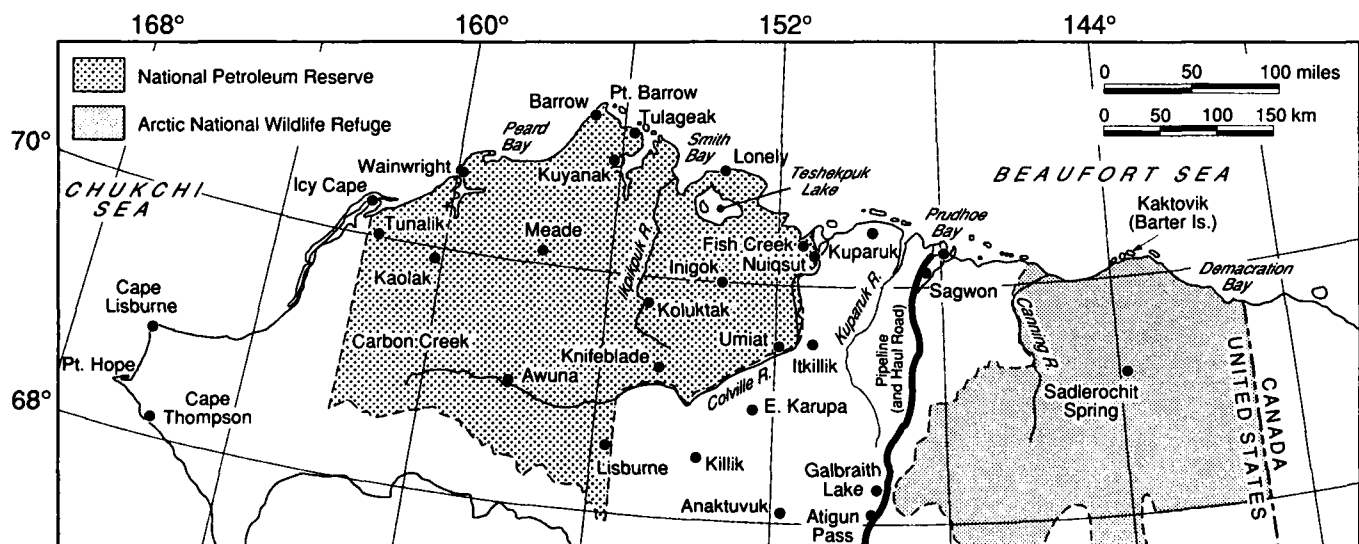 168°
160°
152°
144°
National Petroleum Reserve
Arctic National Wildlife Refuge
0 50 100 miles
0 50 100 150 km
70°
68°
CHUKCHI
SEA
BEAUFORT SEA
Barrow
Pt. Barrow
Tulageak
Peard
Bay
Smith
Bay
Lonely
Wainwright
Kuyanak
Teshekpuk
Lake
Icy Cape
Tunalik
Meade
Ikpikpuk R.
Fish Creek
Nuiqsut
Kuparuk
Prudhoe
Bay
Kaktovik
(Barter Is.)
Kaolak
Inigok
Kuparuk R.
Sagwon
Demacration
Bay
Cape
Lisburne
Koluktak
Canning R.
Carbon Creek
Umiat
Itkillik
Pipeline
(and Haul Road)
Pt. Hope
Knifeblade
Awuna
Colville R.
Sadlerochit
Spring
UNITED STATES
CANADA
Cape
Thompson
E. Karupa
Lisburne
Killik
Galbraith
Lake
Anaktuvuk
Atigun
Pass